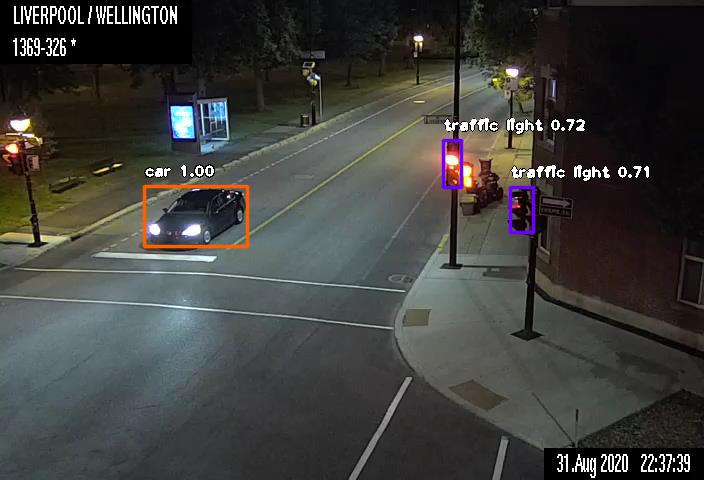 LIVERPOOL / WELLINGTON
1369-326 *
traffic light 0.72
car 1.00
traffic light 0.71
31.Aug 2020 22:37:39